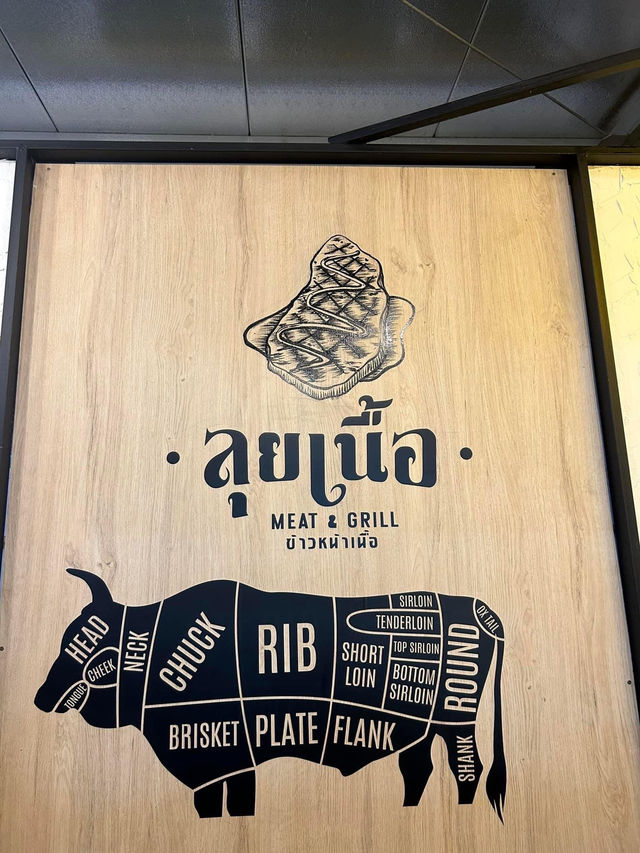 • ลุยเนื้อ •
MEAT & GRILL
ข้าวหน้าเนื้อ
HEAD
CHEEK
TONGUE
NECK
CHUCK
RIB
SHORT
LOIN
SIRLOIN
TENDERLOIN
TOP SIRLOIN
BOTTOM
SIRLOIN
ROUND
OX TAIL
BRISKET
PLATE
FLANK
SHANK